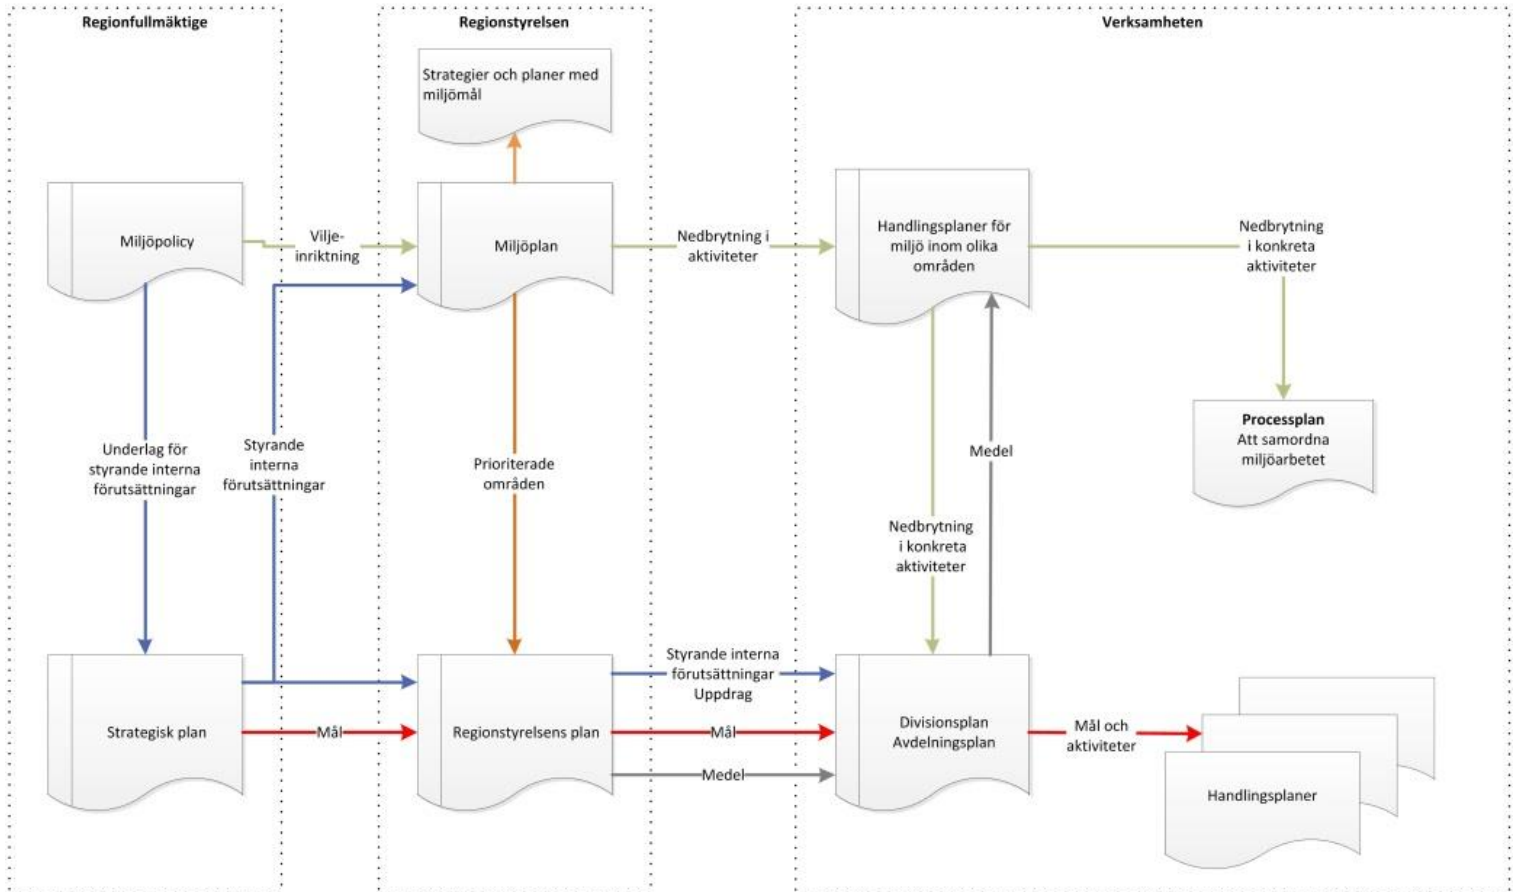 Regionfullmäktige
Regionstyrelsen
Verksamheten
Strategier och planer med
miljömål
Miljöpolicy
Vilje-
inriktning
Miljöplan
Nedbrytning i
aktiviteter
Handlingsplaner för
miljö inom olika
områden
Nedbrytning
i konkreta
aktiviteter
Underlag för
styrande interna
förutsättningar
Styrande
interna
förutsättningar
Prioriterade
områden
Nedbrytning
i konkreta
aktiviteter
Medel
Processplan
Att samordna
miljöarbetet
Strategisk plan
Mål
Regionstyrelsens plan
Styrande interna
förutsättningar
Uppdrag
Mål
Medel
Divisionsplan
Avdelningsplan
Mål och
aktiviteter
Handlingsplaner